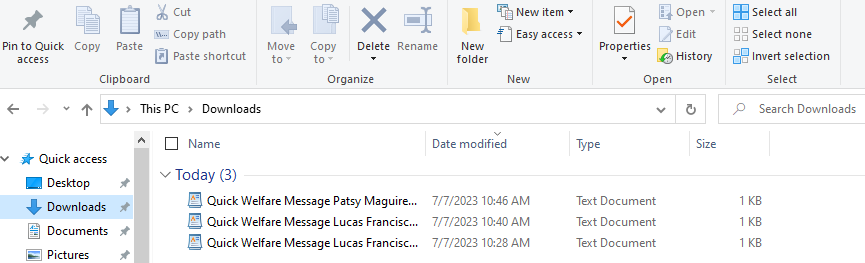 Pin to Quick access
Copy
Paste
Cut
Copy path
Paste shortcut
Clipboard
Move to
Copy to
Delete
Rename
Organize
New folder
New item
Easy access
New
Properties
Open
Edit
History
Open
Select all
Select none
Invert selection
Select
This PC > Downloads
Search Downloads
Quick access
Desktop
Downloads
Documents
Pictures
Name Date modified Type Size
Today (3)
Quick Welfare Message Patsy Maguire... 7/7/2023 10:46 AM Text Document 1 KB
Quick Welfare Message Lucas Francisc... 7/7/2023 10:40 AM Text Document 1 KB
Quick Welfare Message Lucas Francisc... 7/7/2023 10:28 AM Text Document 1 KB